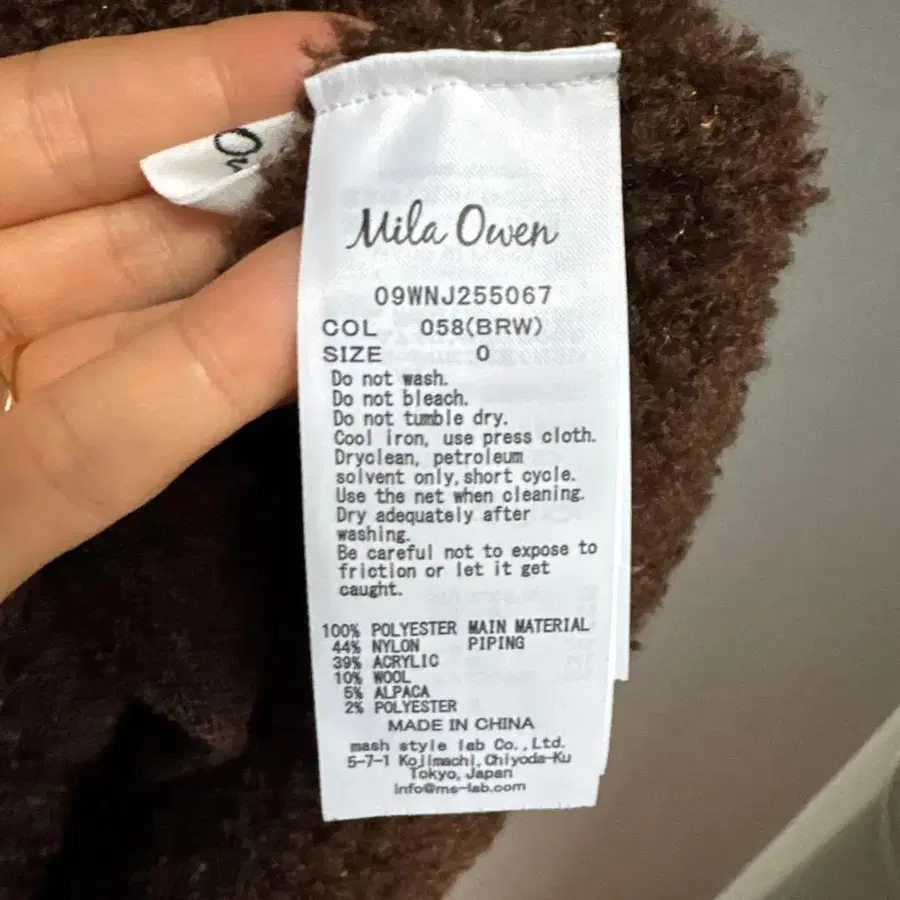 Ow
Mila Owen
09WNJ255067
COL 058(BRW)
SIZE 0
Do not wash.
Do not bleach.
Do not tumble dry.
Cool iron, use press cloth.
Dryclean, petroleum
solvent only,short cycle.
Use the net when cleaning.
Dry adequately after
washing.
Be careful not to expose to
friction or let it get
caught.
100% POLYESTER MAIN MATERIAL
44% NYLON PIPING
39% ACRYLIC
10% WOOL
5% ALPACA
2% POLYESTER
MADE IN CHINA
mash style lab Co.,Ltd.
5-7-1 Kojimachi,Chiyoda-Ku
Tokyo,Japan
info@ms-lab.com